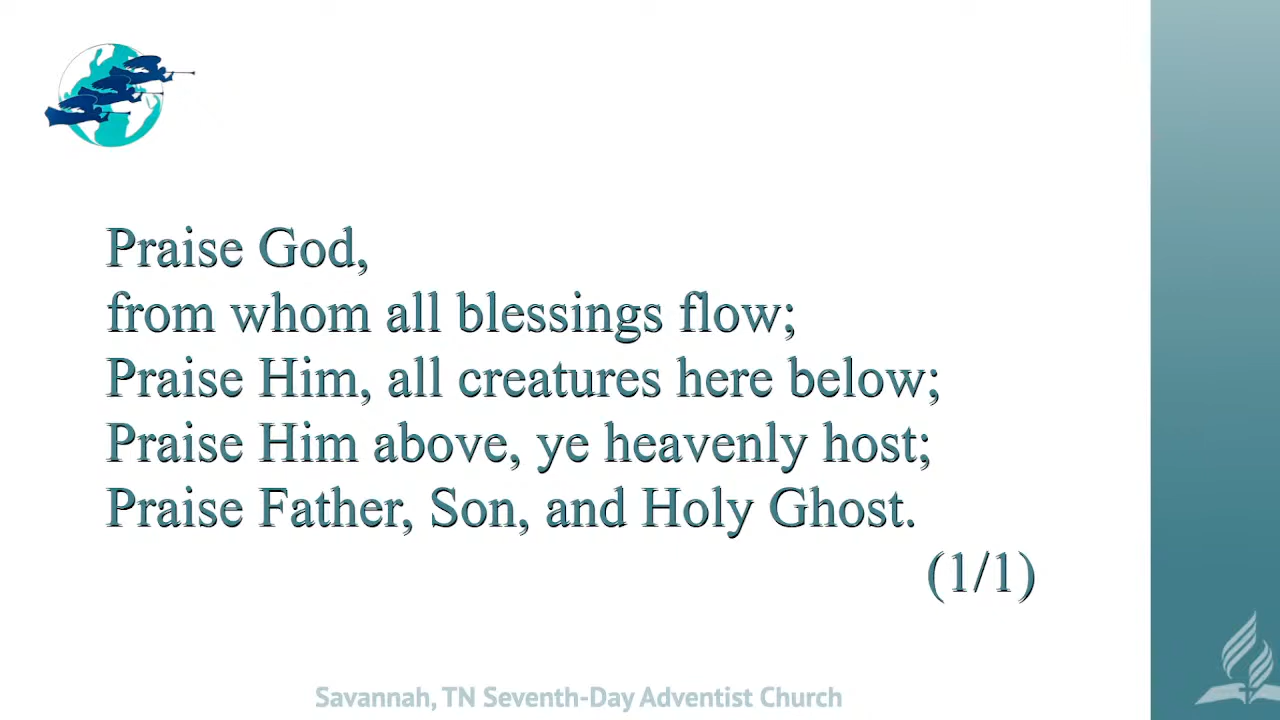 Praise God,
from whom all blessings flow;
Praise Him, all creatures here below;
Praise Him above, ye heavenly host;
Praise Father, Son, and Holy Ghost.
(1/1)
Savannah, TN Seventh-Day Adventist Church